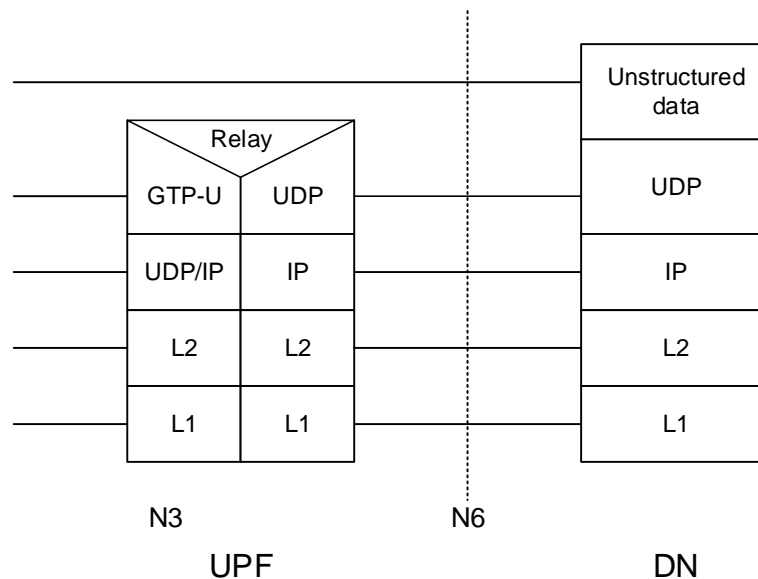 Unstructured
data
Relay
GTP-U UDP UDP
UDP/IP IP IP
L2 L2 L2
L1 L1 L1
N3 N6
UPF DN